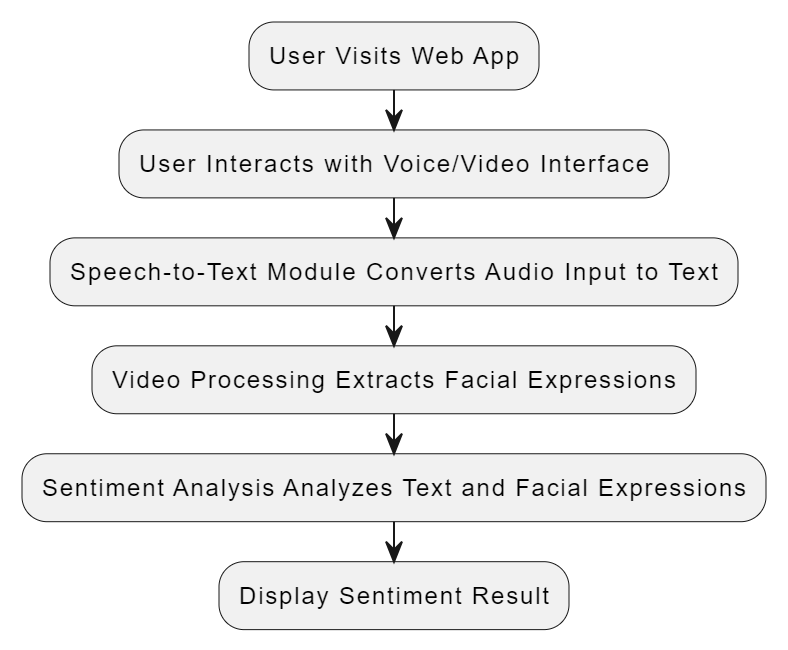 User Visits Web App
User Interacts with Voice/Video Interface
Speech-to-Text Module Converts Audio Input to Text
Video Processing Extracts Facial Expressions
Sentiment Analysis Analyzes Text and Facial Expressions
Display Sentiment Result